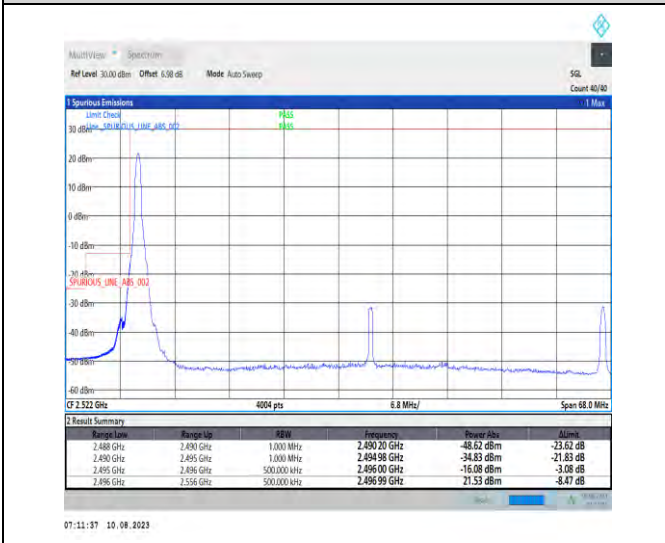 MultiView Spectrum
Ref Level 30.00 dBm Offset 6.98 dB Mode Auto Sweep SGL
Count 40/40
1 Spurious Emissions 1 Max
Limit Check PASS
Line _SPURIOUS_LINE_ABS_002 PASS
30 dBm
20 dBm
10 dBm
0 dBm
-10 dBm
-20 dBm
_SPURIOUS_LINE_ABS_002
-30 dBm
-40 dBm
-50 dBm
-60 dBm
CF 2.522 GHz 4004 pts 6.8 MHz/ Span 68.0 MHz
2 Result Summary
Range Low Range Up RBW Frequency Power Abs ΔLimit
2.488 GHz 2.490 GHz 1.000 MHz 2.490 20 GHz -48.62 dBm -23.62 dB
2.490 GHz 2.495 GHz 1.000 MHz 2.494 98 GHz -34.83 dBm -21.83 dB
2.495 GHz 2.496 GHz 500.000 kHz 2.496 00 GHz -16.08 dBm -3.08 dB
2.496 GHz 2.556 GHz 500.000 kHz 2.496 99 GHz 21.53 dBm -8.47 dB
07:11:37 10.08.2023